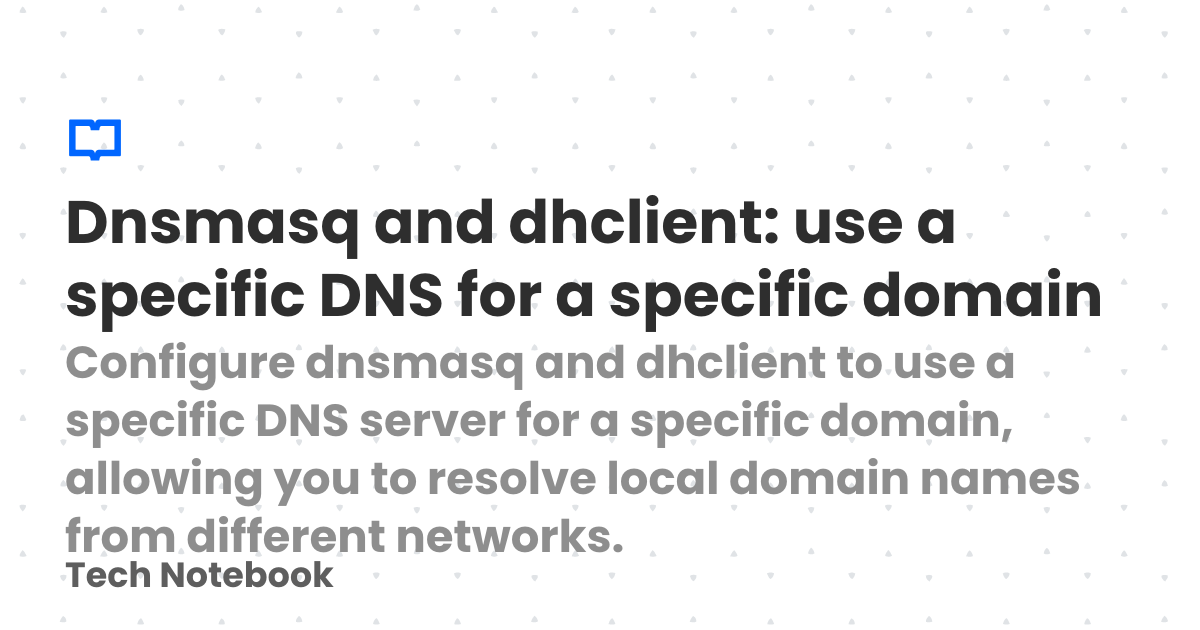 Dnsmasq and dhclient: use a
specific DNS for a specific domain
Configure dnsmasq and dhclient to use a
specific DNS server for a specific domain,
allowing you to resolve local domain names
from different networks.
Tech Notebook